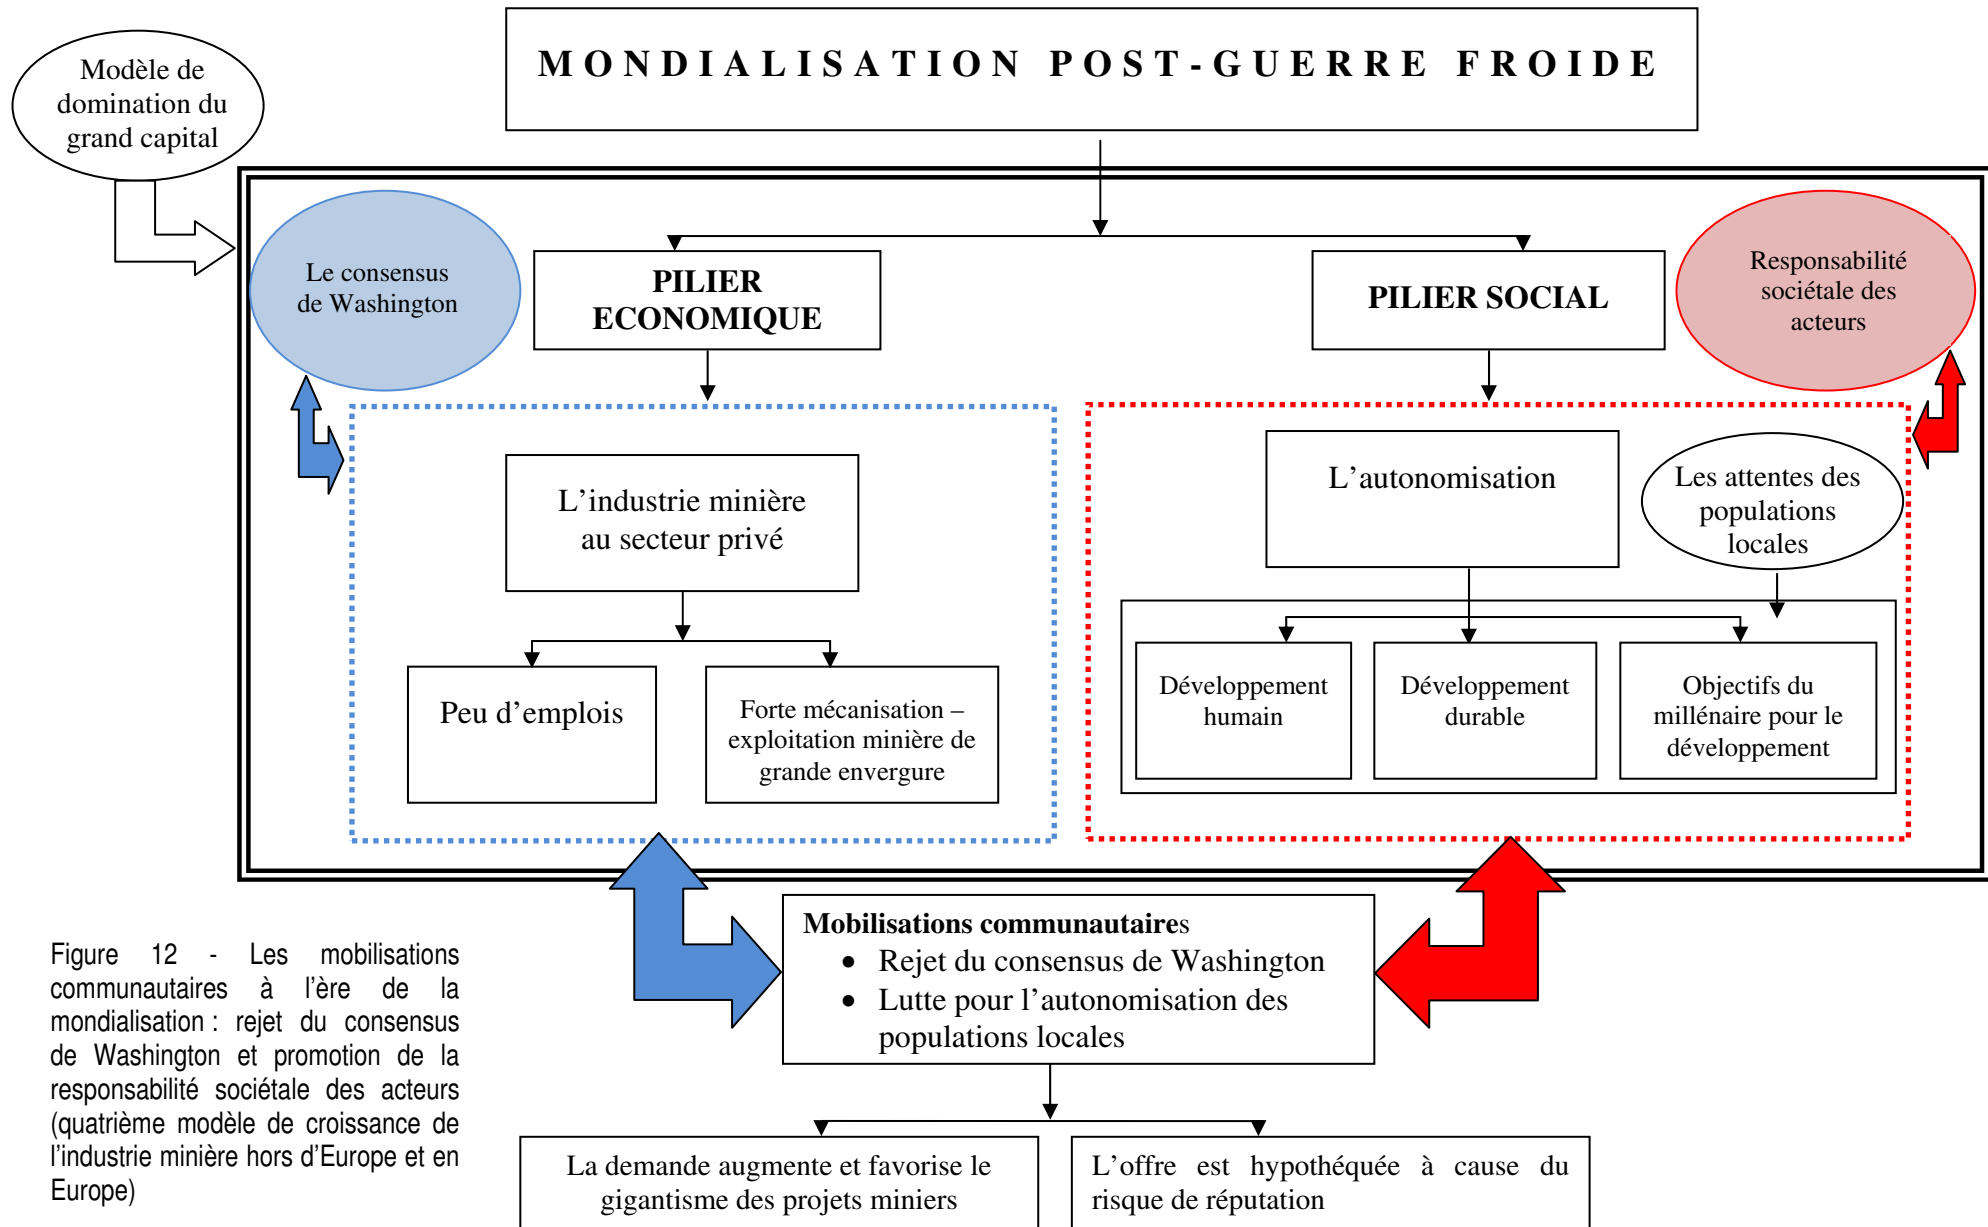 MONDIALISATION POST-GUERRE FROIDE
Modèle de
domination du
grand capital
Le consensus
de Washington
PILIER
ECONOMIQUE
PILIER SOCIAL
Responsabilité
sociétale des
acteurs
L’industrie minière
au secteur privé
L’autonomisation
Les attentes des
populations
locales
Peu d’emplois
Forte mécanisation –
exploitation minière de
grande envergure
Développement
humain
Développement
durable
Objectifs du
millénaire pour le
développement
Mobilisations communautaires
• Rejet du consensus de Washington
• Lutte pour l’autonomisation des
populations locales
Figure 12 - Les mobilisations
communautaires à l’ère de la
mondialisation : rejet du consensus
de Washington et promotion de la
responsabilité sociétale des acteurs
(quatrième modèle de croissance de
l’industrie minière hors d’Europe et en
Europe)
La demande augmente et favorise le
gigantisme des projets miniers
L’offre est hypothéquée à cause du
risque de réputation